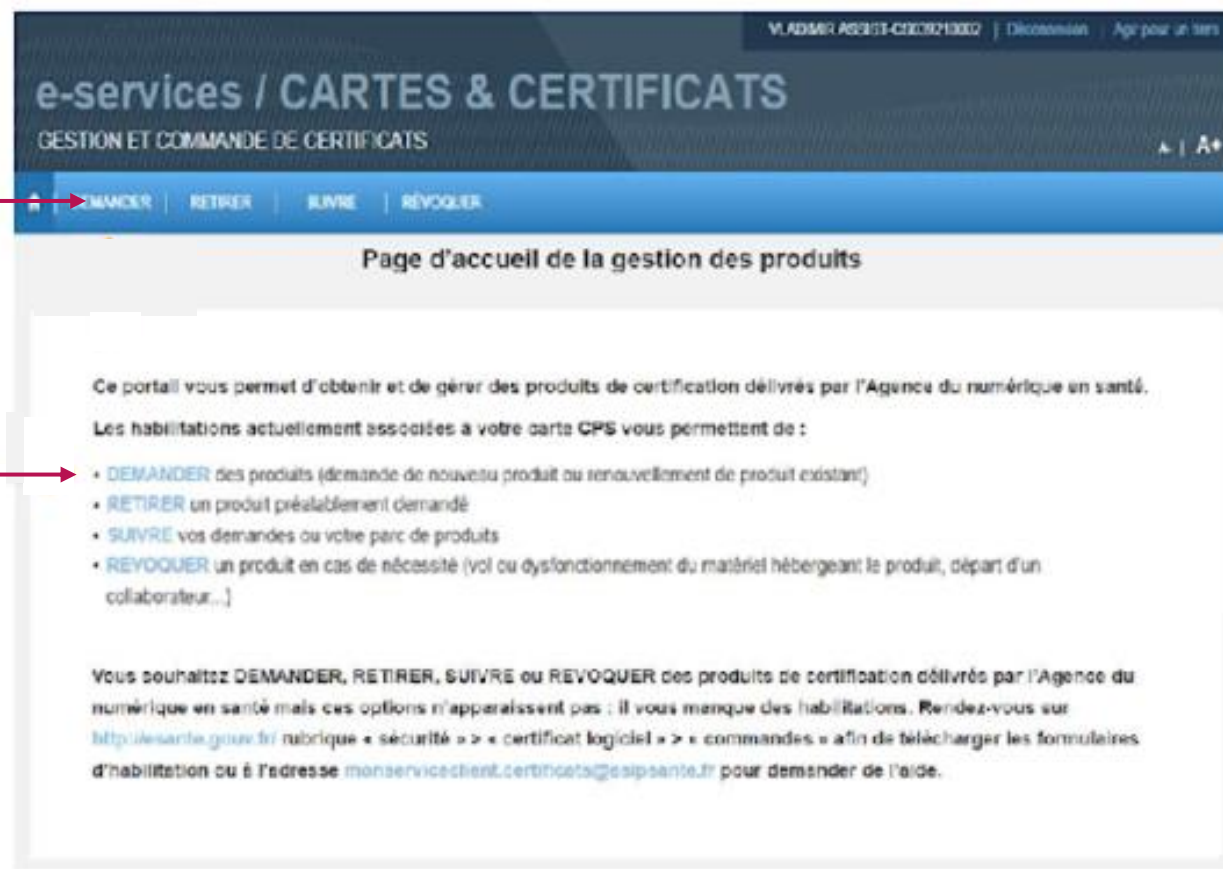 VLADIMIR ASSIST | Déconnexion | Agir pour un tiers
e-services / CARTES & CERTIFICATS
GESTION ET COMMANDE DE CERTIFICATS
A+
DEMANDER | RETIRER | SUIVRE | RÉVOQUER
Page d'accueil de la gestion des produits
Ce portail vous permet d'obtenir et de gérer des produits de certification délivrés par l'Agence du numérique en santé.
Les habilitations actuellement associées à votre carte CPS vous permettent de :
• DEMANDER des produits (demande de nouveau produit ou renouvellement de produit existant)
• RETIRER un produit préalablement demandé
• SUIVRE vos demandes ou votre parc de produits
• REVOQUER un produit en cas de nécessité (vol ou dysfonctionnement du matériel hébergeant le produit, départ d'un
collaborateur...)
Vous souhaitez DEMANDER, RETIRER, SUIVRE ou REVOQUER des produits de certification délivrés par l'Agence du
numérique en santé mais ces options n'apparaissent pas : il vous manque des habilitations. Rendez-vous sur
http://esante.gouv.fr/ rubrique « sécurité » > « certificat logiciel » > « commandes » afin de télécharger les formulaires
d'habilitation ou à l'adresse monserviceclient.certificats@asipsante.fr pour demander de l'aide.